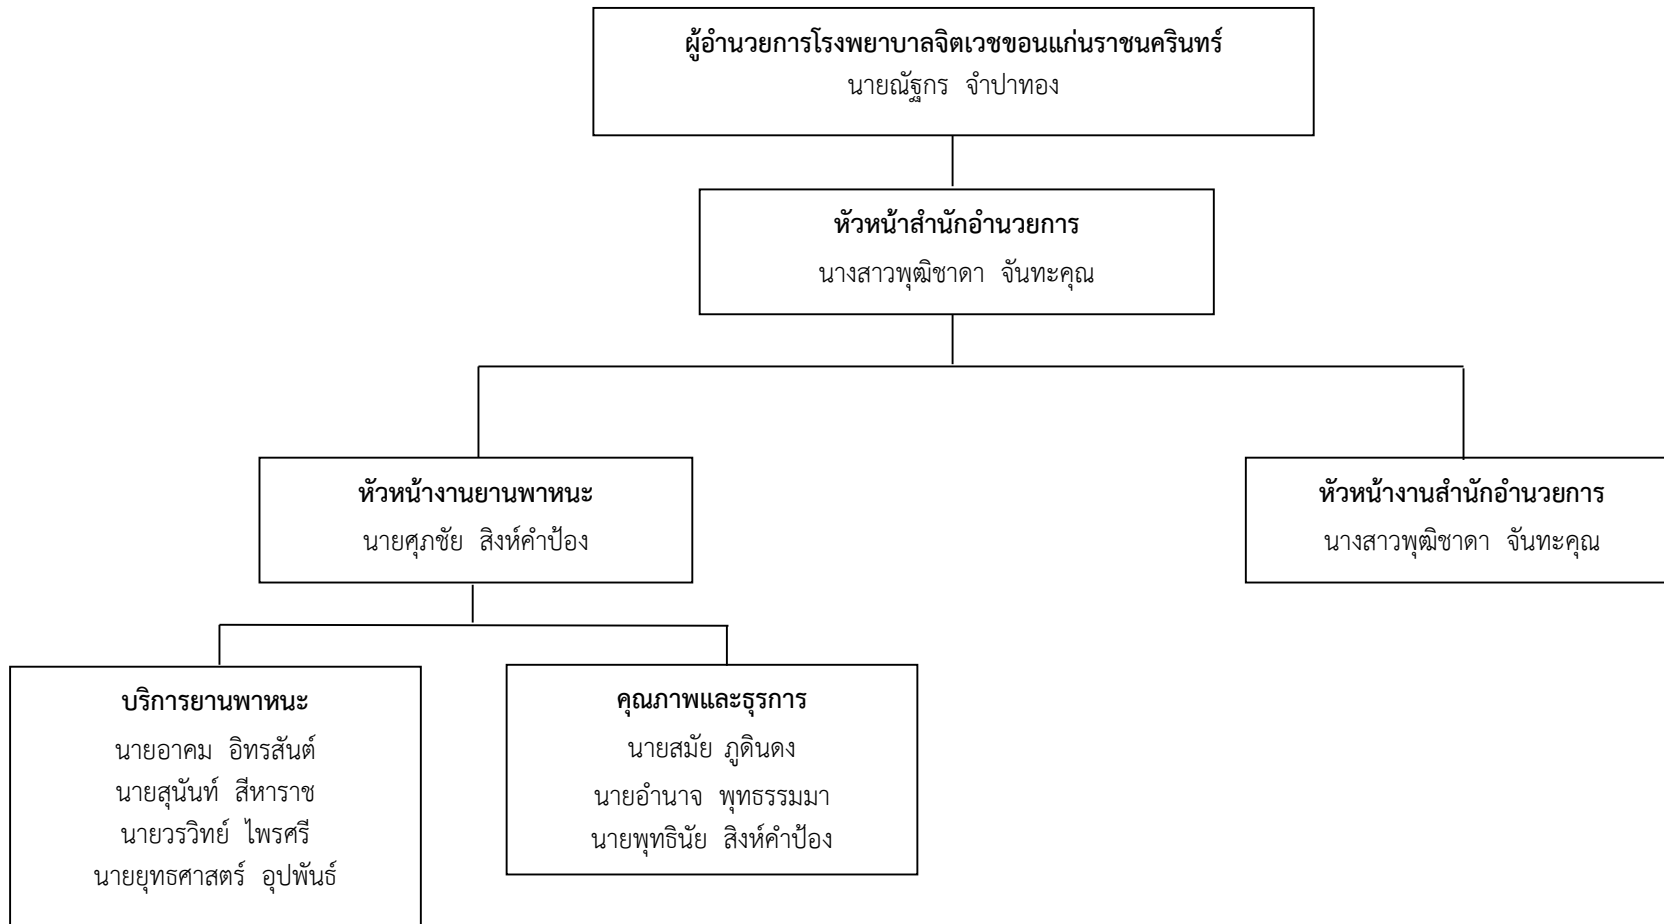 ผู้อำนวยการโรงพยาบาลจิตเวชขอนแก่นราชนครินทร์
นายณัฐกร จำปาทอง
หัวหน้าสำนักอำนวยการ
นางสาวพุฒิชาดา จันทะคุณ
หัวหน้างานยานพาหนะ
นายศุภชัย สิงห์คำป้อง
หัวหน้างานสำนักอำนวยการ
นางสาวพุฒิชาดา จันทะคุณ
บริการยานพาหนะ
นายอาคม อิทรสันต์
นายสุนันท์ สีหาราช
นายวรวิทย์ ไพรศรี
นายยุทธศาสตร์ อุปพันธ์
คุณภาพและธุรการ
นายสมัย ภูดินดง
นายอำนาจ พุทธรรมมา
นายพุทธินัย สิงห์คำป้อง